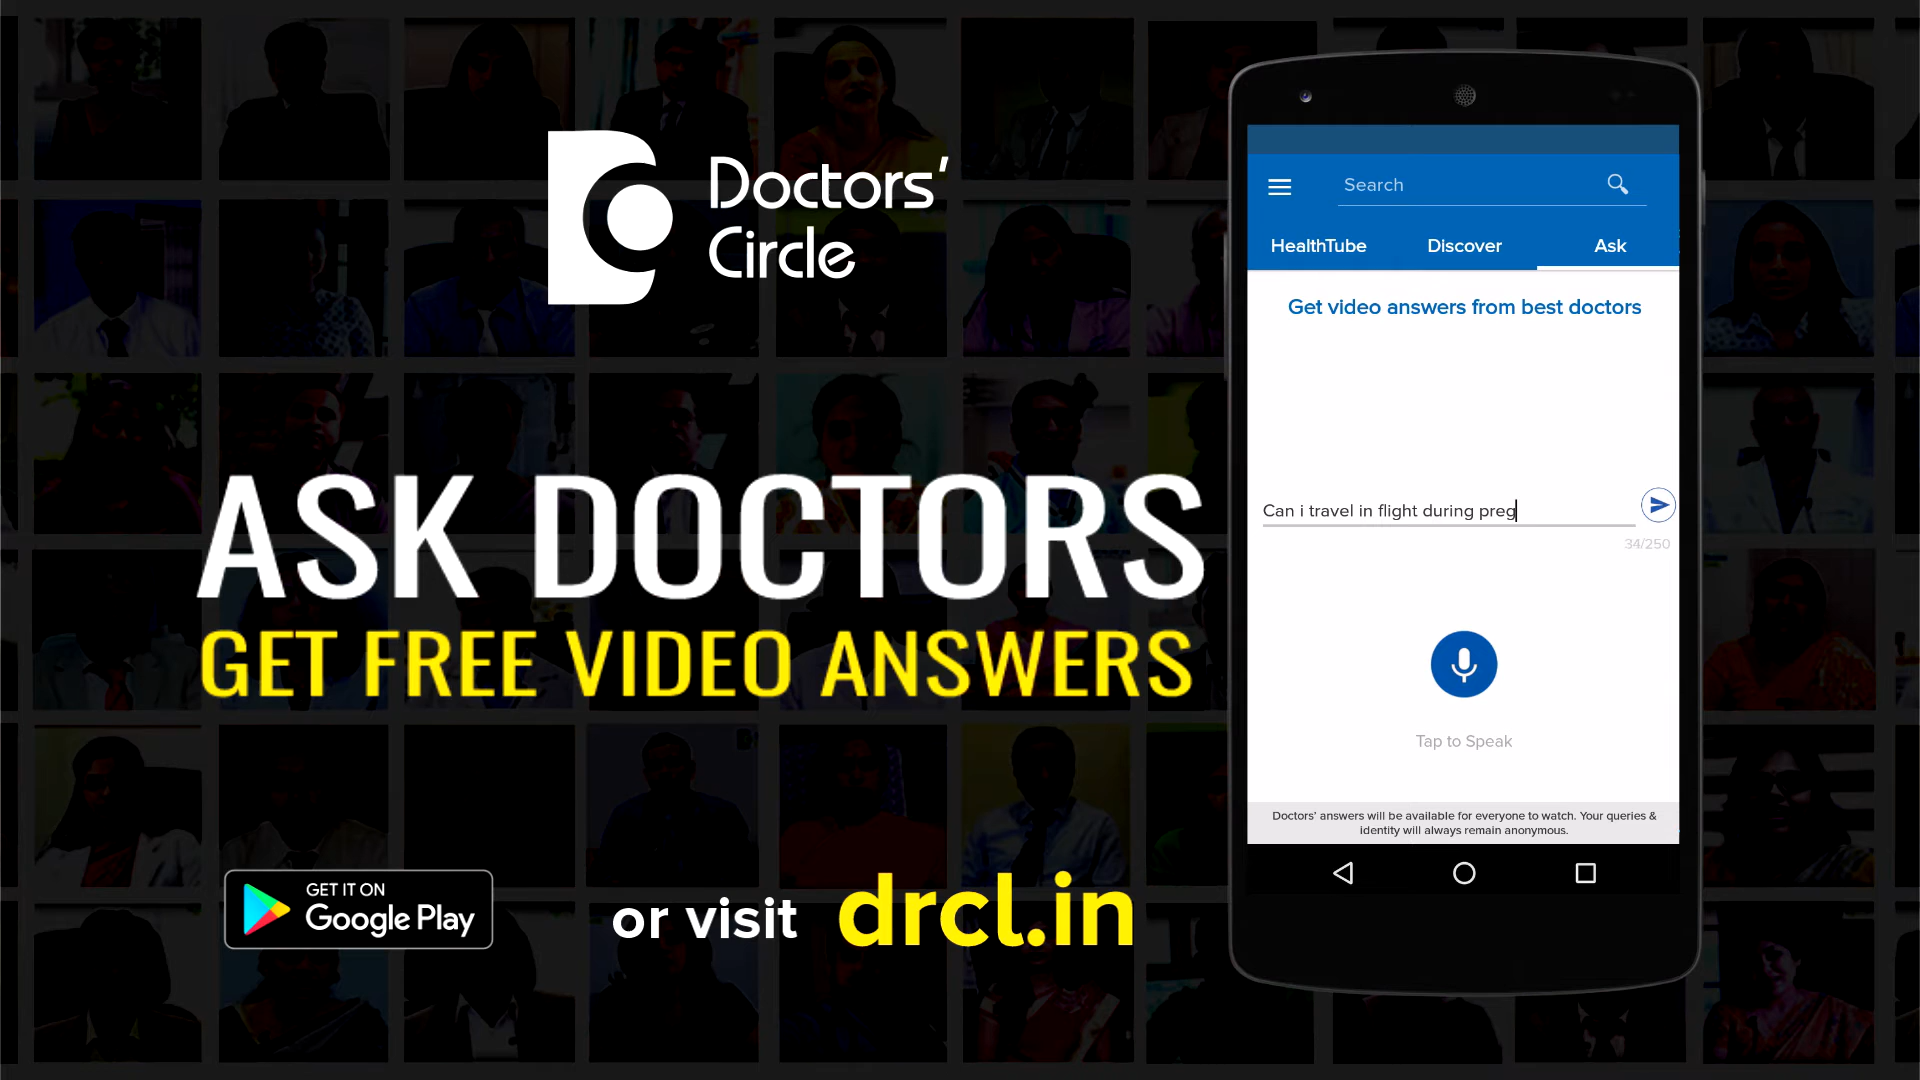 Doctors'
Circle
ASK DOCTORS
GET FREE VIDEO ANSWERS
GET IT ON
Google Play
or visit drcl.in
Search
HealthTube Discover Ask
Get video answers from best doctors
Can i travel in flight during preg
34/250
Tap to Speak
Doctors' answers will be available for everyone to watch. Your queries &
identity will always remain anonymous.